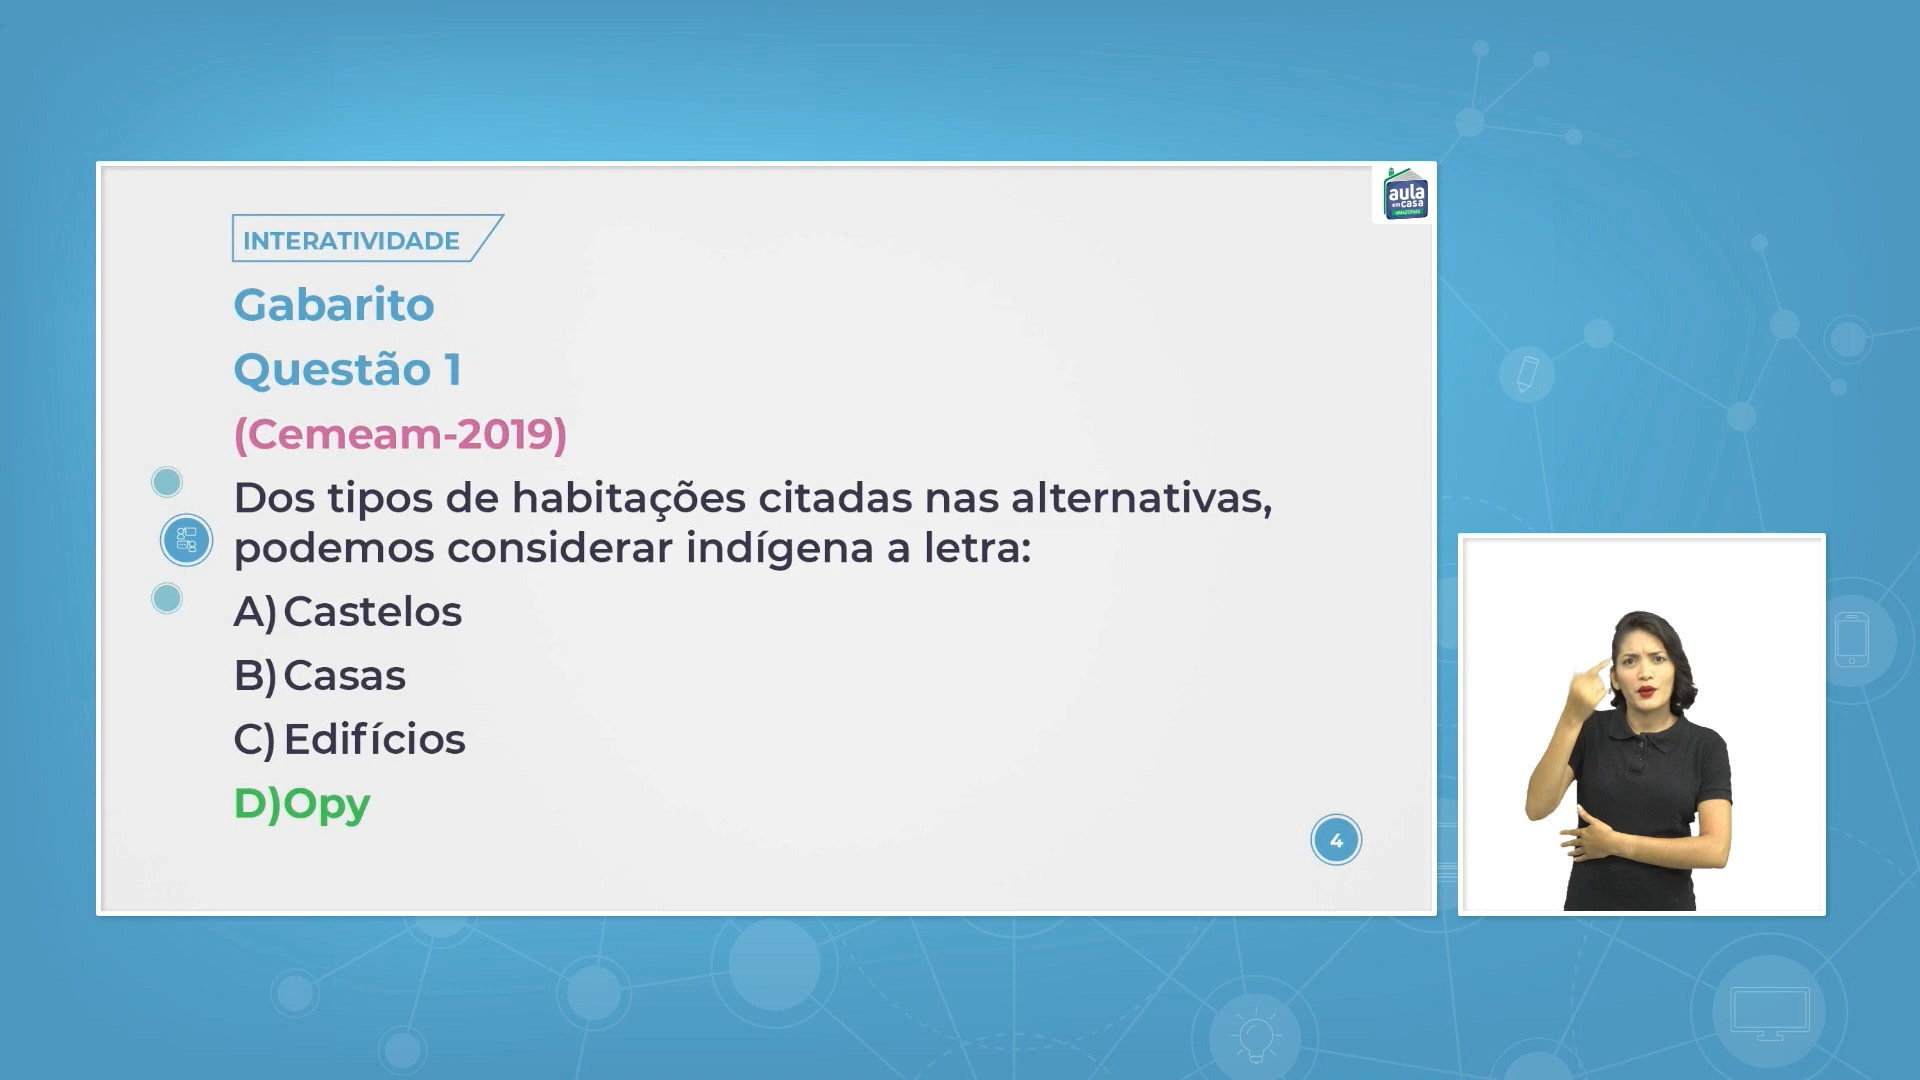 aula
em casa
AMAZONAS
INTERATIVIDADE
Gabarito
Questão 1
(Cemeam-2019)
Dos tipos de habitações citadas nas alternativas,
podemos considerar indígena a letra:
A) Castelos
B) Casas
C) Edifícios
D)Opy
4